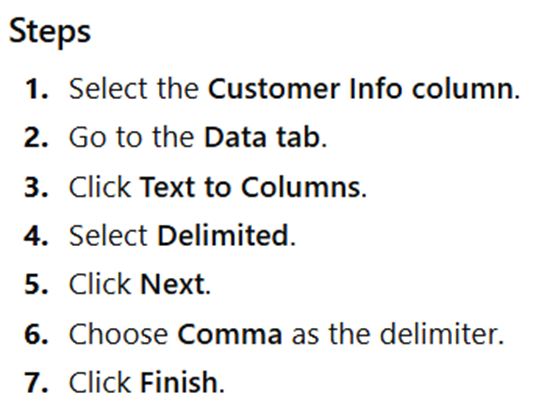 Steps
1. Select the Customer Info column.
2. Go to the Data tab.
3. Click Text to Columns.
4. Select Delimited.
5. Click Next.
6. Choose Comma as the delimiter.
7. Click Finish.